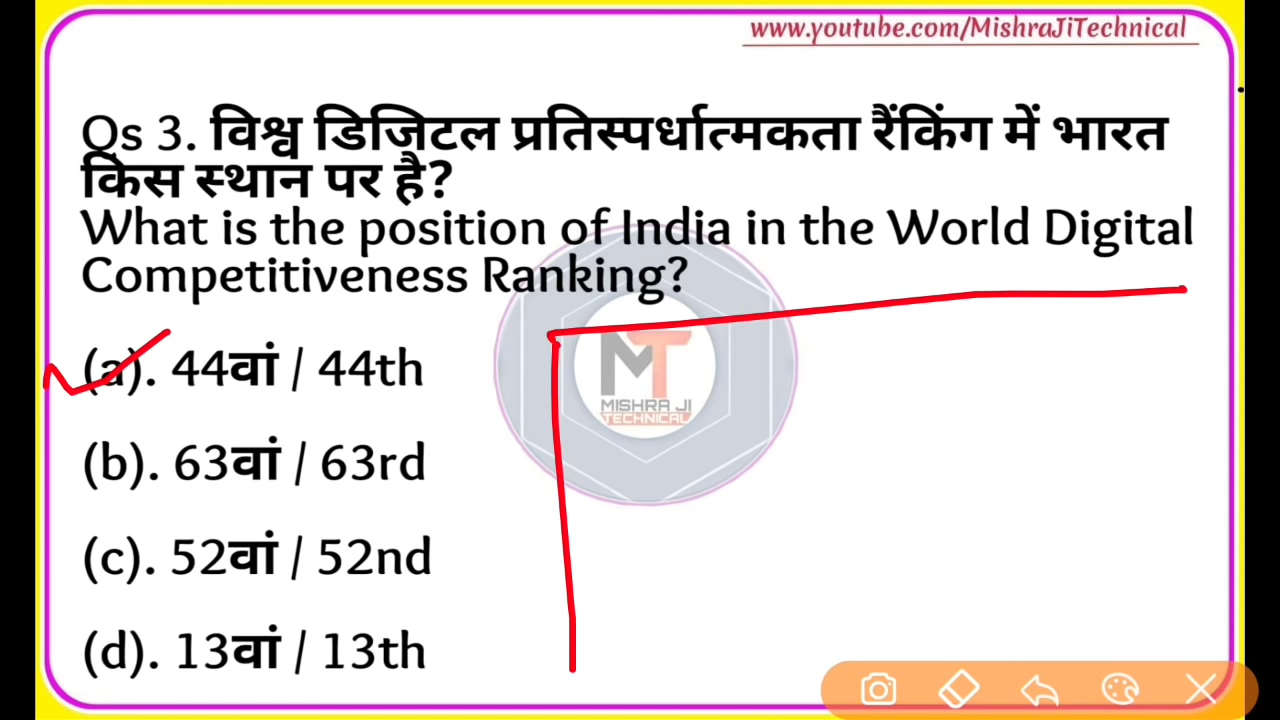 www.youtube.com/MishraJiTechnical
Qs 3. विश्व डिजिटल प्रतिस्पर्धात्मकता रैंकिंग में भारत
किस स्थान पर है?
What is the position of India in the World Digital
Competitiveness Ranking?
(a). 44वां / 44th
(b). 63वां / 63rd
(c). 52वां / 52nd
(d). 13वां / 13th
MT
MISHRA JI
TECHNICAL